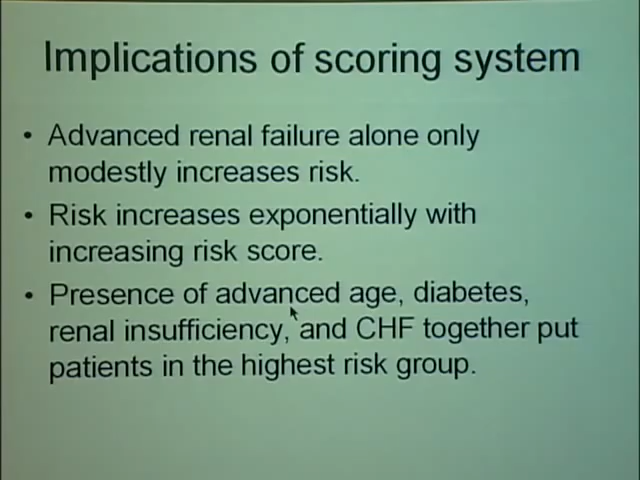 Implications of scoring system
• Advanced renal failure alone only
modestly increases risk.
• Risk increases exponentially with
increasing risk score.
• Presence of advanced age, diabetes,
renal insufficiency, and CHF together put
patients in the highest risk group.